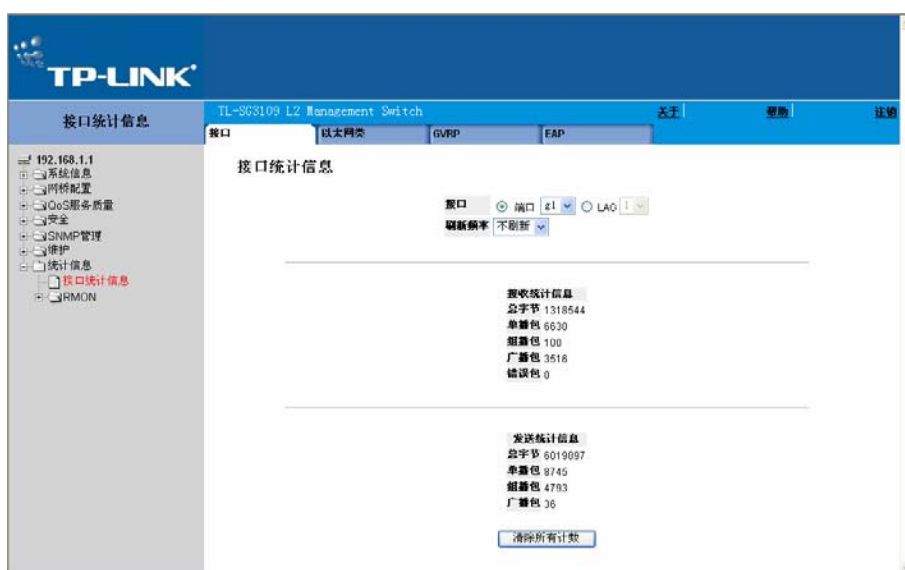 TP-LINK
接口统计信息
TL-SG3109 L2 Management Switch
关于
帮助
注销
接口
以太网类
GVRP
EAP
192.168.1.1
系统信息
网桥配置
QoS服务质量
安全
SNMP管理
维护
统计信息
接口统计信息
RMON
接口统计信息
接口 端口 g1 LAG 1
刷新频率 不刷新
接收统计信息
总字节 1318544
单播包 6630
组播包 100
广播包 3516
错误包 0
发送统计信息
总字节 6019897
单播包 8745
组播包 4793
广播包 36
清除所有计数